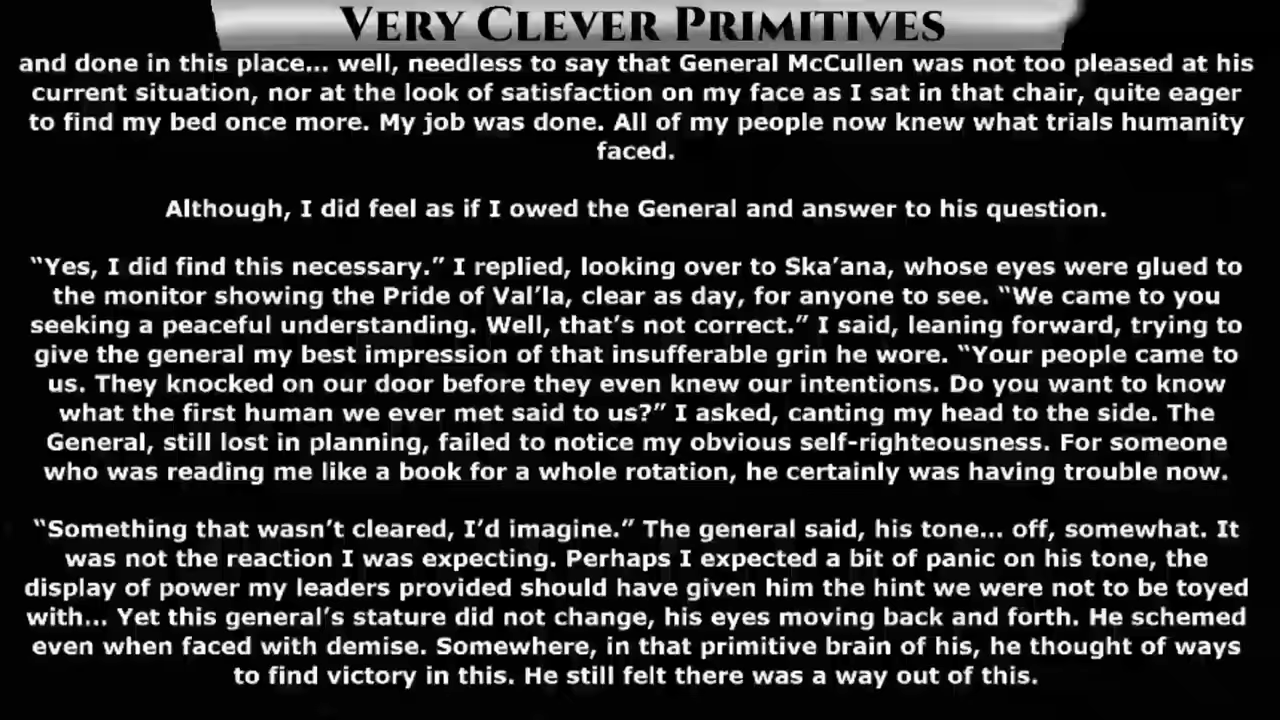 VERY CLEVER PRIMITIVES
and done in this place... well, needless to say that General McCullen was not too pleased at his
current situation, nor at the look of satisfaction on my face as I sat in that chair, quite eager
to find my bed once more. My job was done. All of my people now knew what trials humanity
faced.
Although, I did feel as if I owed the General and answer to his question.
“Yes, I did find this necessary.” I replied, looking over to Ska’ana, whose eyes were glued to
the monitor showing the Pride of Val’la, clear as day, for anyone to see. “We came to you
seeking a peaceful understanding. Well, that’s not correct.” I said, leaning forward, trying to
give the general my best impression of that insufferable grin he wore. “Your people came to
us. They knocked on our door before they even knew our intentions. Do you want to know
what the first human we ever met said to us?” I asked, canting my head to the side. The
General, still lost in planning, failed to notice my obvious self-righteousness. For someone
who was reading me like a book for a whole rotation, he certainly was having trouble now.
“Something that wasn’t cleared, I’d imagine.” The general said, his tone... off, somewhat. It
was not the reaction I was expecting. Perhaps I expected a bit of panic on his tone, the
display of power my leaders provided should have given him the hint we were not to be toyed
with... Yet this general’s stature did not change, his eyes moving back and forth. He schemed
even when faced with demise. Somewhere, in that primitive brain of his, he thought of ways
to find victory in this. He still felt there was a way out of this.